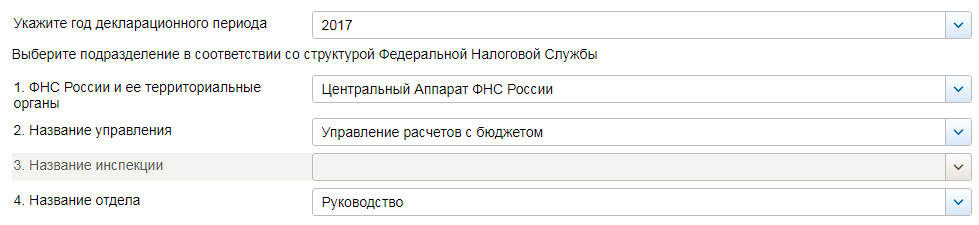 Укажите год декларационного периода 2017
Выберите подразделение в соответствии со структурой Федеральной Налоговой Службы
1. ФНС России и ее территориальные
органы
Центральный Аппарат ФНС России
2. Название управления Управление расчетов с бюджетом
3. Название инспекции
4. Название отдела Руководство